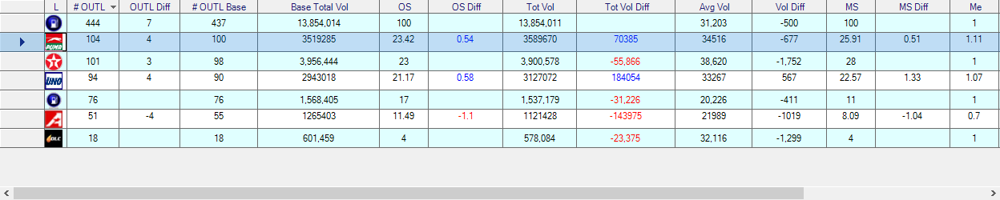 L # OUTL OUTL Diff # OUTL Base Base Total Vol OS OS Diff Tot Vol Tot Vol Diff Avg Vol Vol Diff MS MS Diff Me
444 7 437 13,854,014 100 13,854,011 31,203 -500 100 1
PUMA 104 4 100 3519285 23.42 0.54 3589670 70385 34516 -677 25.91 0.51 1.11
101 3 98 3,956,444 23 3,900,578 -55,866 38,620 -1,752 28 1
UNO 94 4 90 2943018 21.17 0.58 3127072 184054 33267 567 22.57 1.33 1.07
76 76 1,568,405 17 1,537,179 -31,226 20,226 -411 11 1
51 -4 55 1265403 11.49 -1.1 1121428 -143975 21989 -1019 8.09 -1.04 0.7
DLC 18 18 601,459 4 578,084 -23,375 32,116 -1,299 4 1